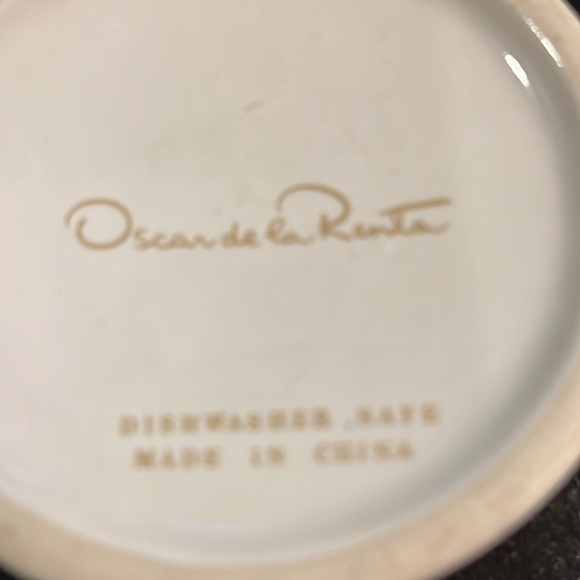 Oscar de la Renta
DISHWASHER SAFE
MADE IN CHINA